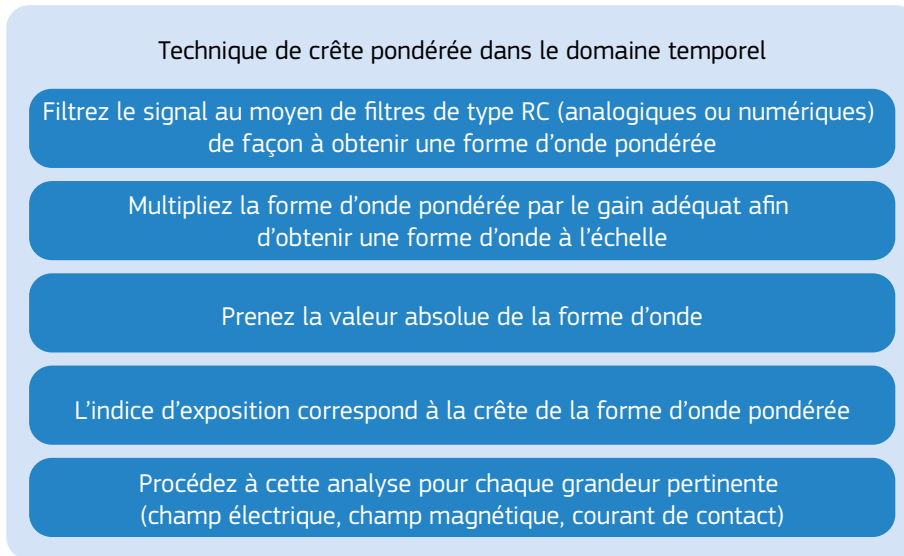 Technique de crête pondérée dans le domaine temporel
Filtrez le signal au moyen de filtres de type RC (analogiques ou numériques)
de façon à obtenir une forme d'onde pondérée
Multipliez la forme d'onde pondérée par le gain adéquat afin
d'obtenir une forme d'onde à l'échelle
Prenez la valeur absolue de la forme d'onde
L'indice d'exposition correspond à la crête de la forme d'onde pondérée
Procédez à cette analyse pour chaque grandeur pertinente
(champ électrique, champ magnétique, courant de contact)